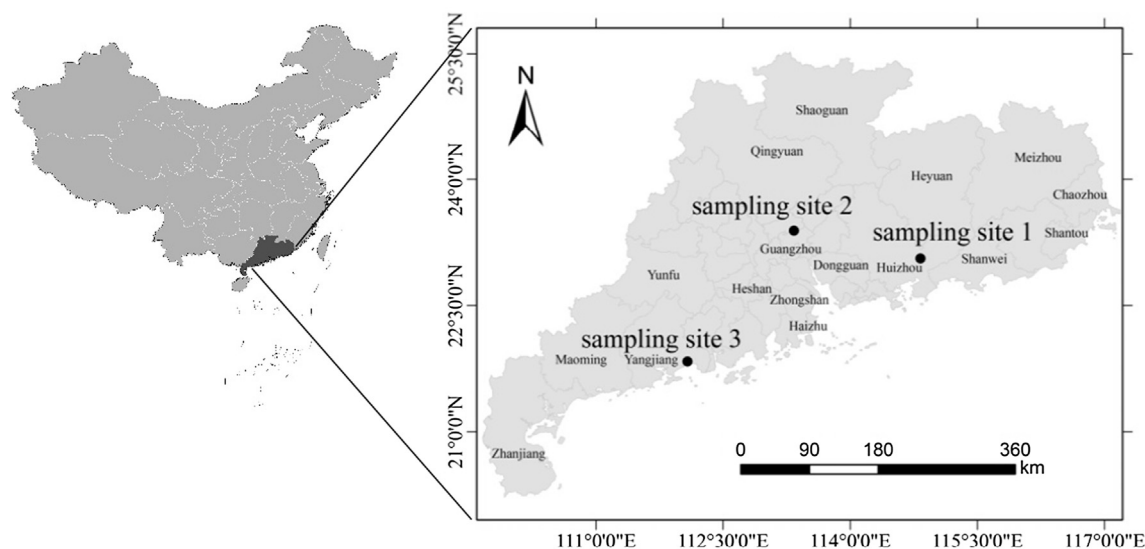 N
25°30'0"N
24°0'0"N
22°30'0"N
21°0'0"N
Shaoguan
Qingyuan
Meizhou
Heyuan
Chaozhou
sampling site 2
sampling site 1
Shantou
Guangzhou
Shanwei
Dongguan
Huizhou
Yunfu
Heshan
Zhongshan
Haizhu
sampling site 3
Maoming
Yangjiang
Zhanjiang
0 90 180 360
km
111°0'0"E 112°30'0"E 114°0'0"E 115°30'0"E 117°0'0"E